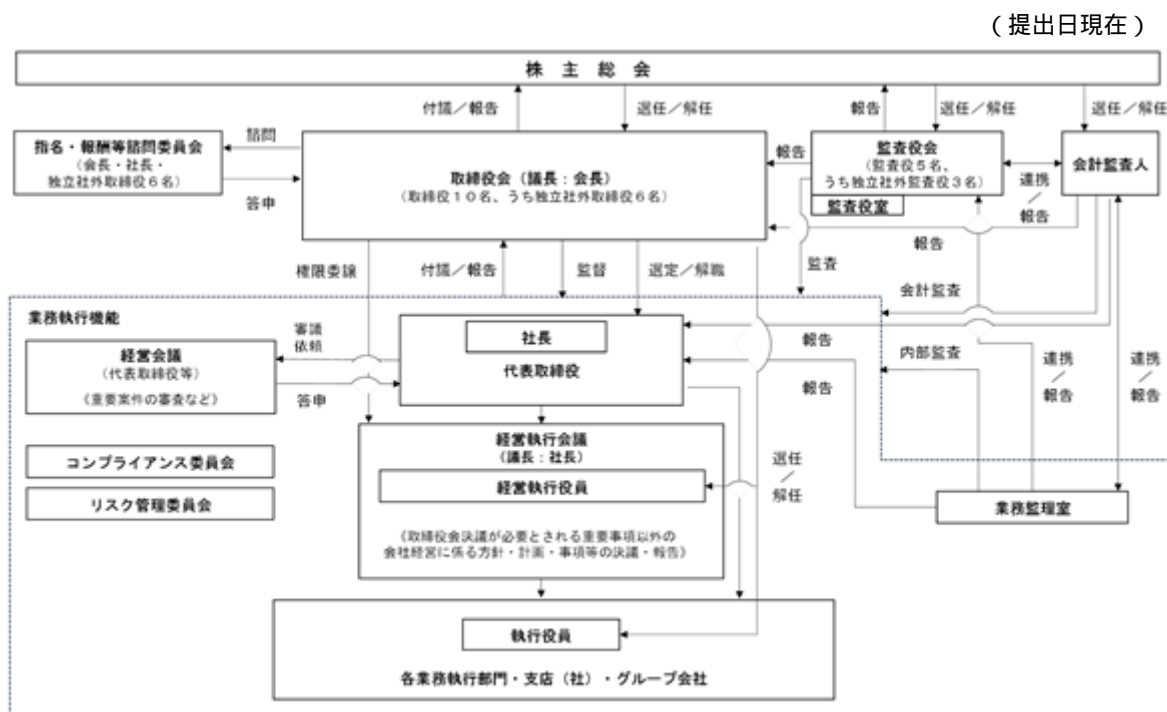 （提出日現在）
株 主 総 会
付議／報告
選任／解任
報告
選任／解任
選任／解任
指名・報酬等諮問委員会
（会長・社長・
独立社外取締役６名）
諮問
答申
取締役会（議長：会長）
（取締役１０名、うち独立社外取締役６名）
報告
監査役会
（監査役５名、
うち独立社外監査役３名）
監査役室
連携
／
報告
会計監査人
報告
権限委譲
付議／報告
監督
選定／解職
監査
会計監査
業務執行機能
経営会議
（代表取締役等）
《重要案件の審査など》
審議
依頼
答申
社長
代表取締役
報告
報告
内部監査
連携
／
報告
連携
／
報告
コンプライアンス委員会
リスク管理委員会
経営執行会議
（議長：社長）
経営執行役員
《取締役会決議が必要とされる重要事項以外の
会社経営に係る方針・計画・事項等の決議・報告》
選任
／
解任
業務監理室
執行役員
各業務執行部門・支店（社）・グループ会社